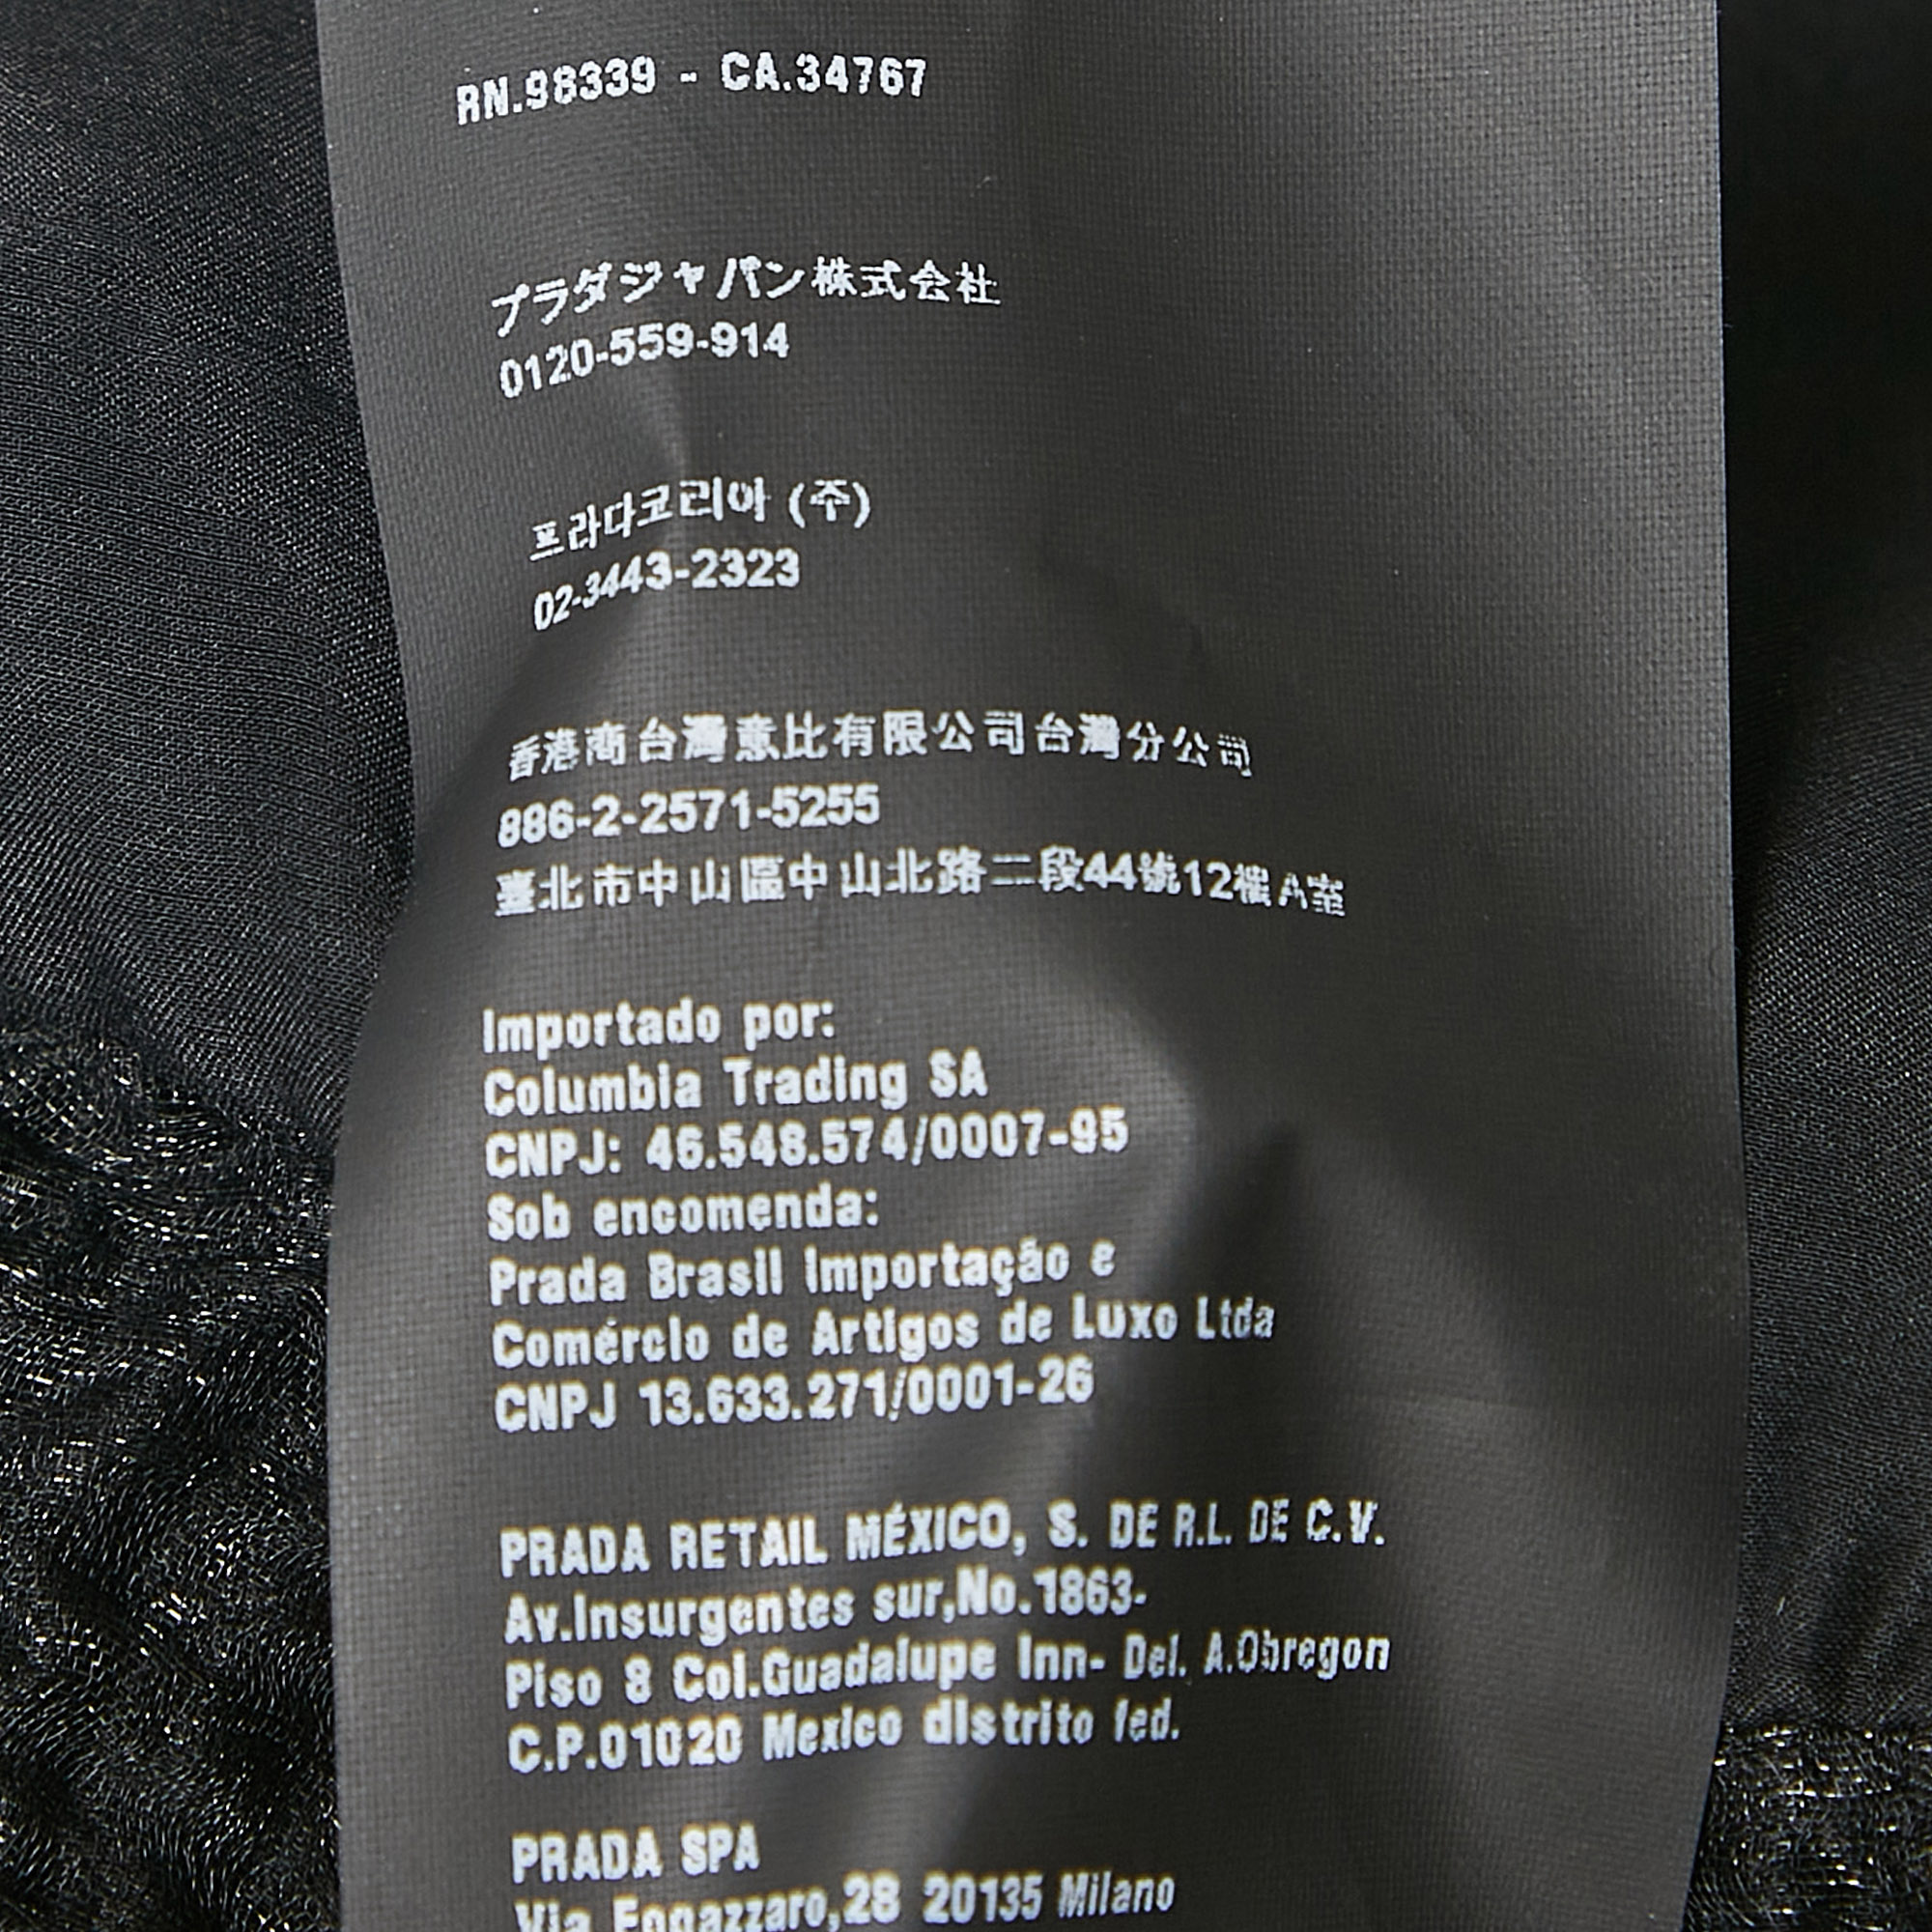 RN.98339 - CA.34767
プラダジャパン株式会社
0120-559-914
프라다코리아 (주)
02-3443-2323
香港商台灣意比有限公司台灣分公司
886-2-2571-5255
臺北市中山區中山北路二段44號12樓A室
Importado por:
Columbia Trading SA
CNPJ: 46.548.574/0007-95
Sob encomenda:
Prada Brasil Importação e
Comércio de Artigos de Luxo Ltda
CNPJ 13.633.271/0001-26
PRADA RETAIL MÉXICO, S. DE R.L. DE C.V.
Av.Insurgentes sur,No.1863-
Piso 8 Col.Guadalupe Inn- Del. A.Obregon
C.P.01020 Mexico distrito fed.
PRADA SPA
Via Fogazzaro,28 20135 Milano